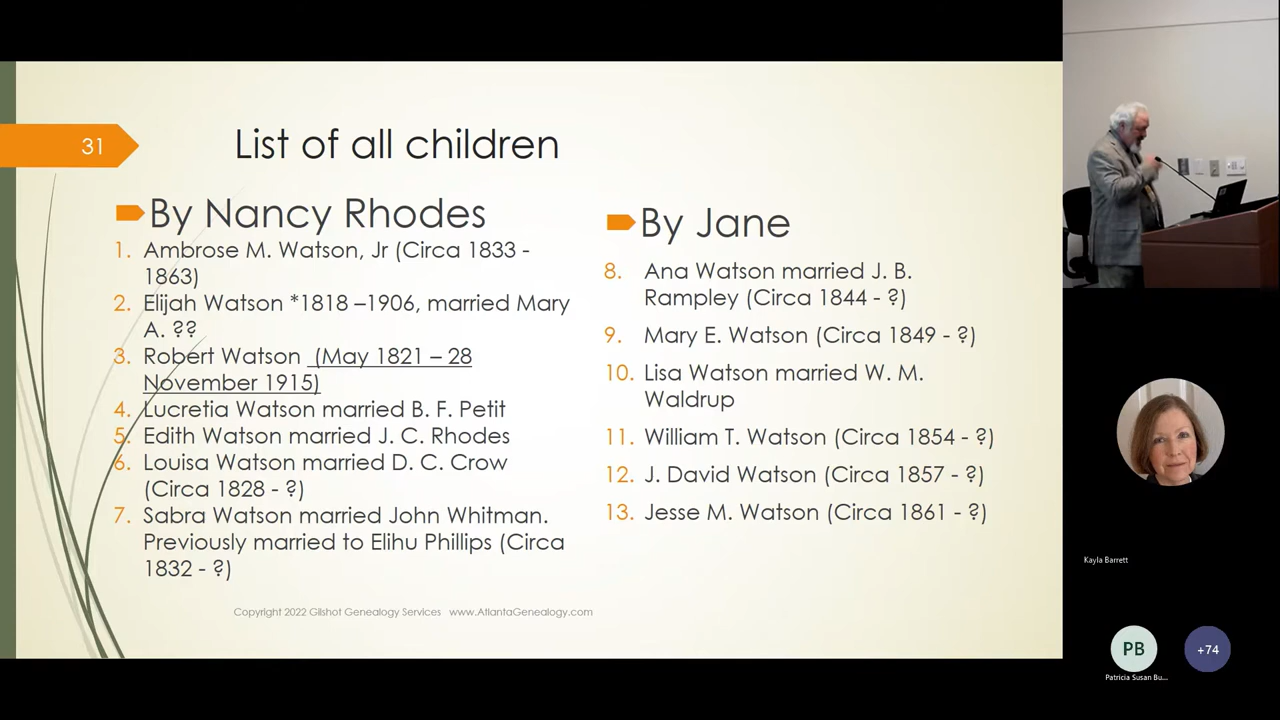 31
List of all children
By Nancy Rhodes
1. Ambrose M. Watson, Jr (Circa 1833 -
1863)
2. Elijah Watson *1818 –1906, married Mary
A. ??
3. Robert Watson  (May 1821 – 28
November 1915)
4. Lucretia Watson married B. F. Petit
5. Edith Watson married J. C. Rhodes
6. Louisa Watson married D. C. Crow
(Circa 1828 - ?)
7. Sabra Watson married John Whitman.
Previously married to Elihu Phillips (Circa
1832 - ?)
By Jane
8. Ana Watson married J. B.
Rampley (Circa 1844 - ?)
9. Mary E. Watson (Circa 1849 - ?)
10. Lisa Watson married W. M.
Waldrup
11. William T. Watson (Circa 1854 - ?)
12. J. David Watson (Circa 1857 - ?)
13. Jesse M. Watson (Circa 1861 - ?)
Copyright 2022 Gilshot Genealogy Services www.AtlantaGenealogy.com
Kayla Barrett
PB
+74
Patricia Susan Bu...